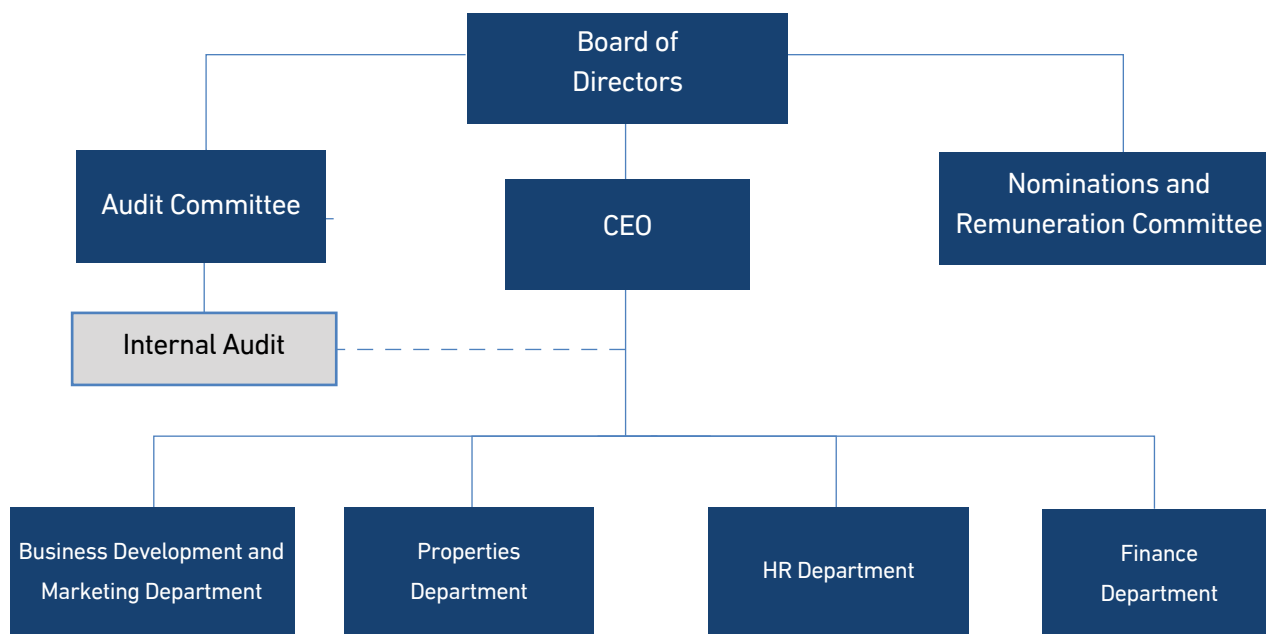 Board of
Directors
Audit Committee
CEO
Nominations and
Remuneration Committee
Internal Audit
Business Development and
Marketing Department
Properties
Department
HR Department
Finance
Department